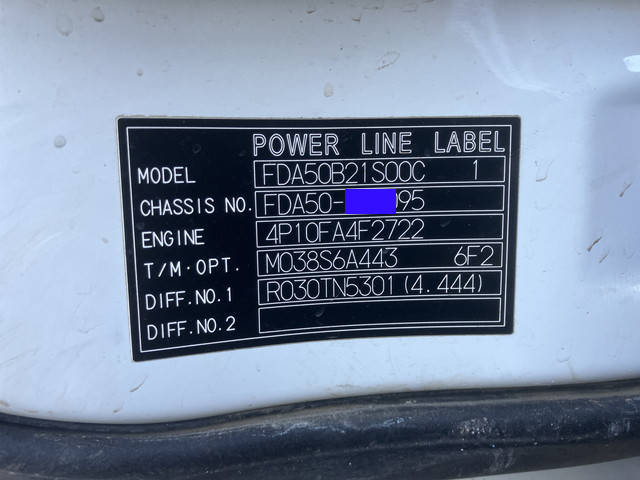 POWER LINE LABEL
MODEL FDA50B21S00C 1
CHASSIS NO. FDA50- 95
ENGINE 4P10FA4F2722
T/M·OPT. M038S6A443 6F2
DIFF.NO.1 R030TN5301(4.444)
DIFF.NO.2